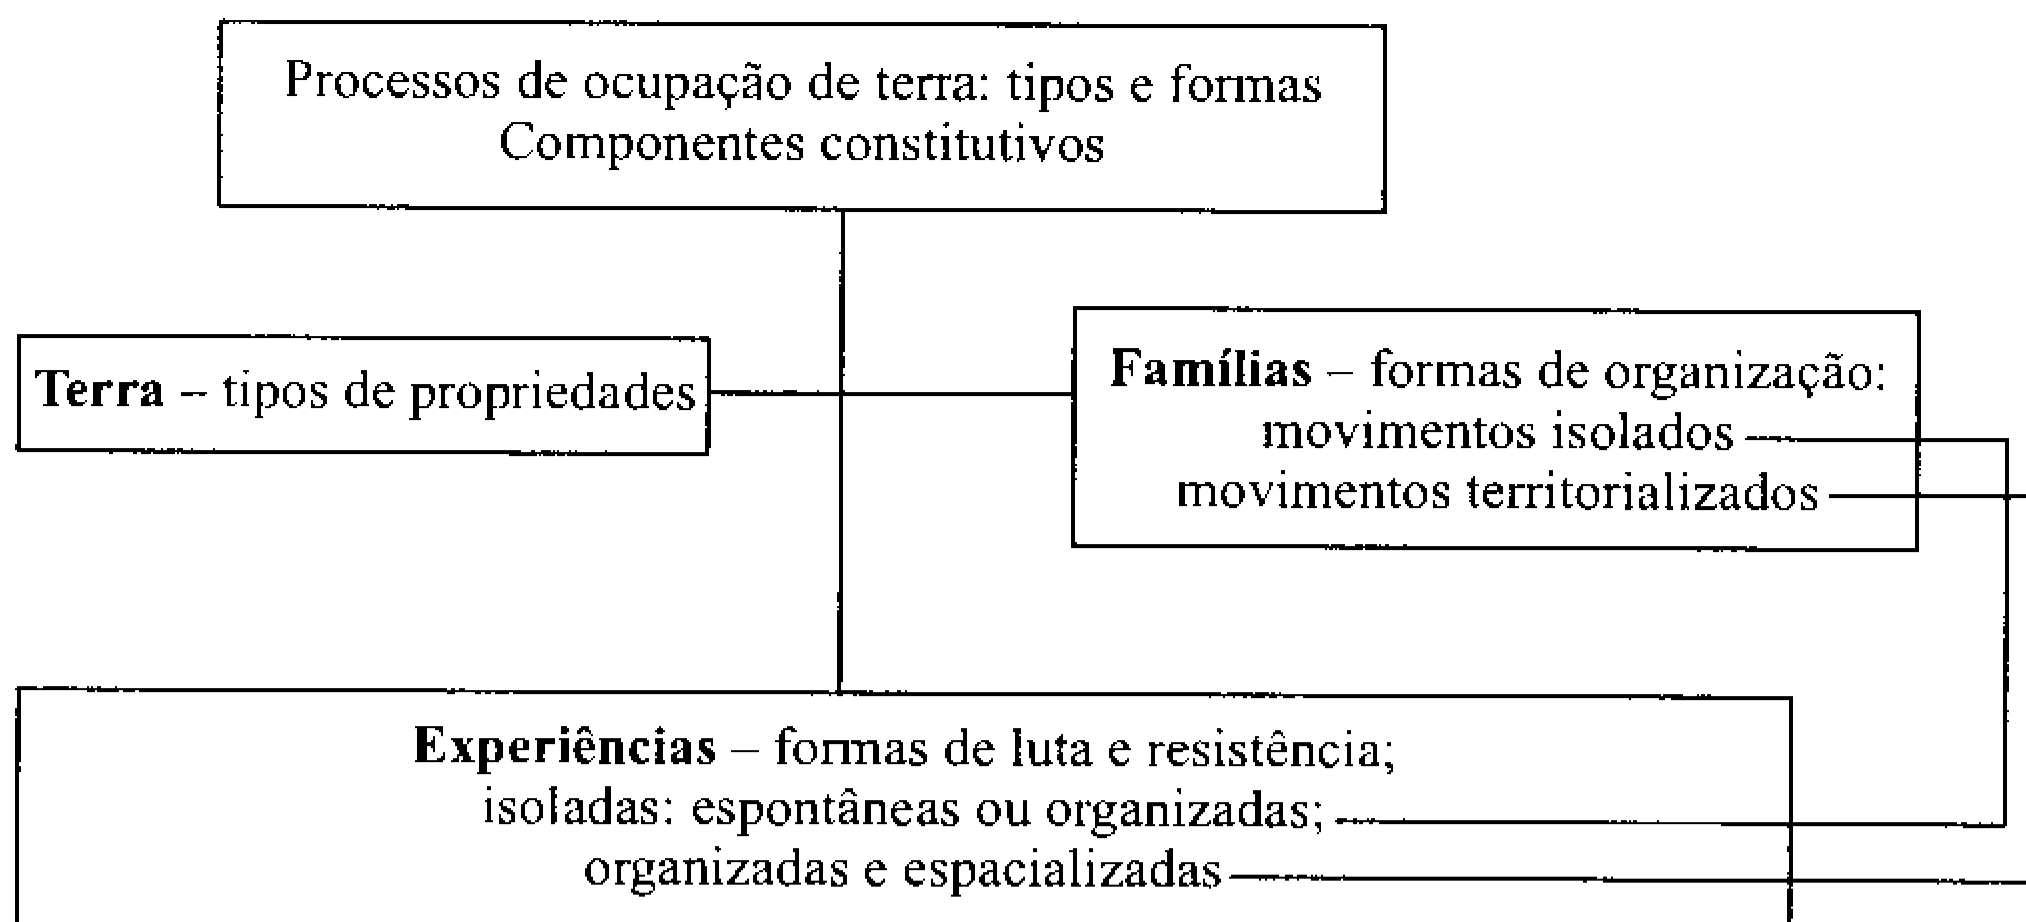 Processos de ocupação de terra: tipos e formas
Componentes constitutivos
Terra – tipos de propriedades
Famílias – formas de organização:
movimentos isolados
movimentos territorializados
Experiências – formas de luta e resistência;
isoladas: espontâneas ou organizadas;
organizadas e espacializadas